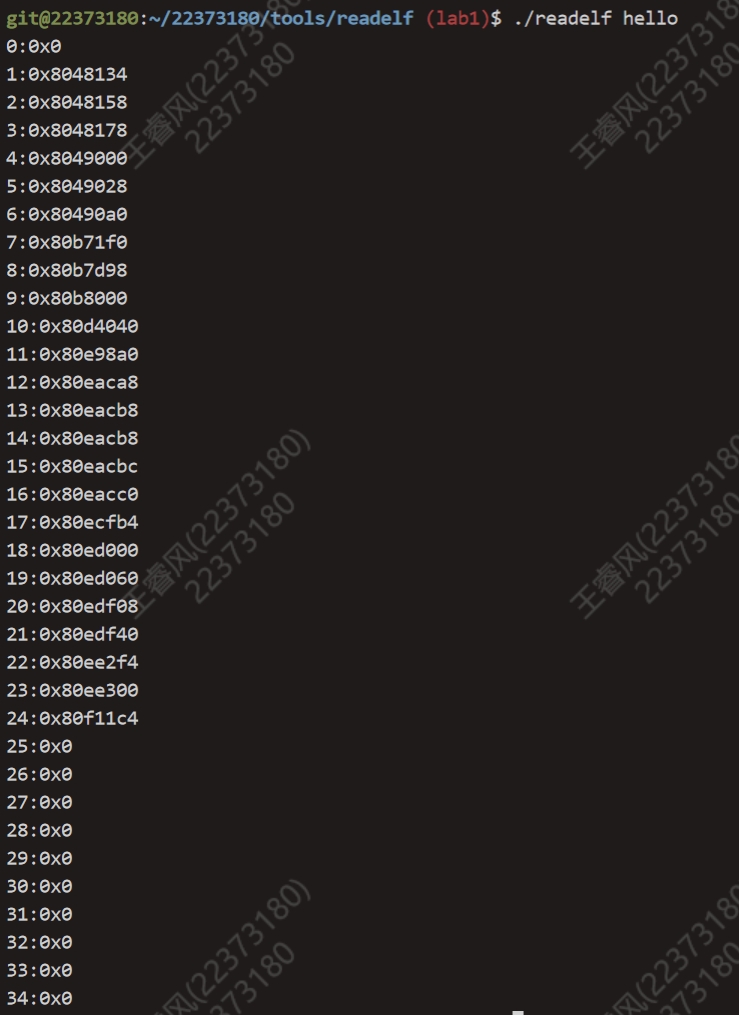 git@22373180:~/22373180/tools/readelf (lab1)$ ./readelf hello
0:0x0
1:0x8048134
2:0x8048158
3:0x8048178
4:0x8049000
5:0x8049028
6:0x80490a0
7:0x80b71f0
8:0x80b7d98
9:0x80b8000
10:0x80d4040
11:0x80e98a0
12:0x80eaca8
13:0x80eacb8
14:0x80eacb8
15:0x80eacbc
16:0x80eacc0
17:0x80ecfb4
18:0x80ed000
19:0x80ed060
20:0x80edf08
21:0x80edf40
22:0x80ee2f4
23:0x80ee300
24:0x80f11c4
25:0x0
26:0x0
27:0x0
28:0x0
29:0x0
30:0x0
31:0x0
32:0x0
33:0x0
34:0x0
王睿风(22373180)
22373180
王睿风(22373180)
22373180
王睿风(22373180)
22373180
王睿风(22373180)
22373180
王睿风(22373180)
22373180
王睿风(22373180)
22373180